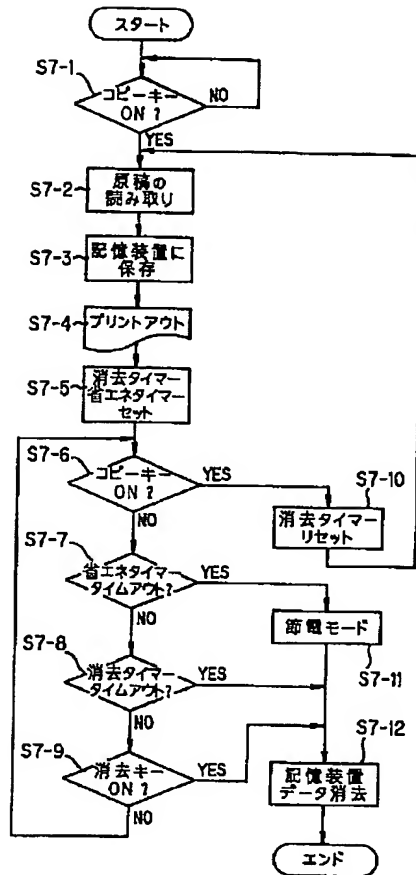 スタート
S7-1
コピーキー
ON?
NO
YES
S7-2
原稿の
読み取り
S7-3
記憶装置に
保存
S7-4
プリントアウト
S7-5
消去タイマー
省エネタイマー
セット
S7-6
コピーキー
ON?
YES
NO
S7-10
消去タイマー
リセット
S7-7
省エネタイマー
タイムアウト?
YES
NO
節電モード
S7-11
S7-8
消去タイマー
タイムアウト?
YES
NO
S7-9
消去キー
ON?
YES
NO
S7-12
記憶装置
データ消去
エンド